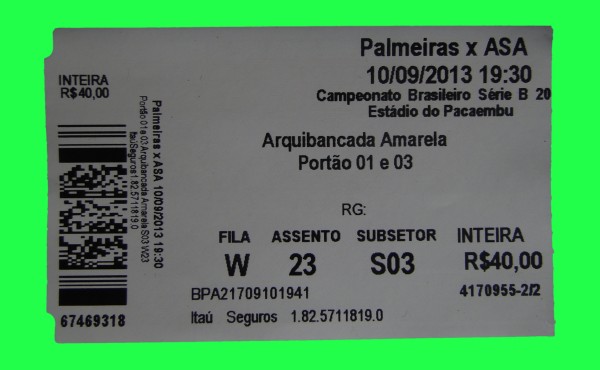 Palmeiras x ASA
10/09/2013 19:30
Campeonato Brasileiro Série B 20
Estádio do Pacaembu
Arquibancada Amarela
Portão 01 e 03
RG:
FILA ASSENTO SUBSETOR INTEIRA
W 23 S03 R$40,00
BPA21709101941 4170955-2/2
Itaú Seguros 1.82.5711819.0
INTEIRA
R$40,00
Palmeiras x ASA 10/09/2013 19:30
Portão 01 e 03 Arquibancada Amarela S03 W23
Itaú Seguros 1.82.5711819.0
67469318